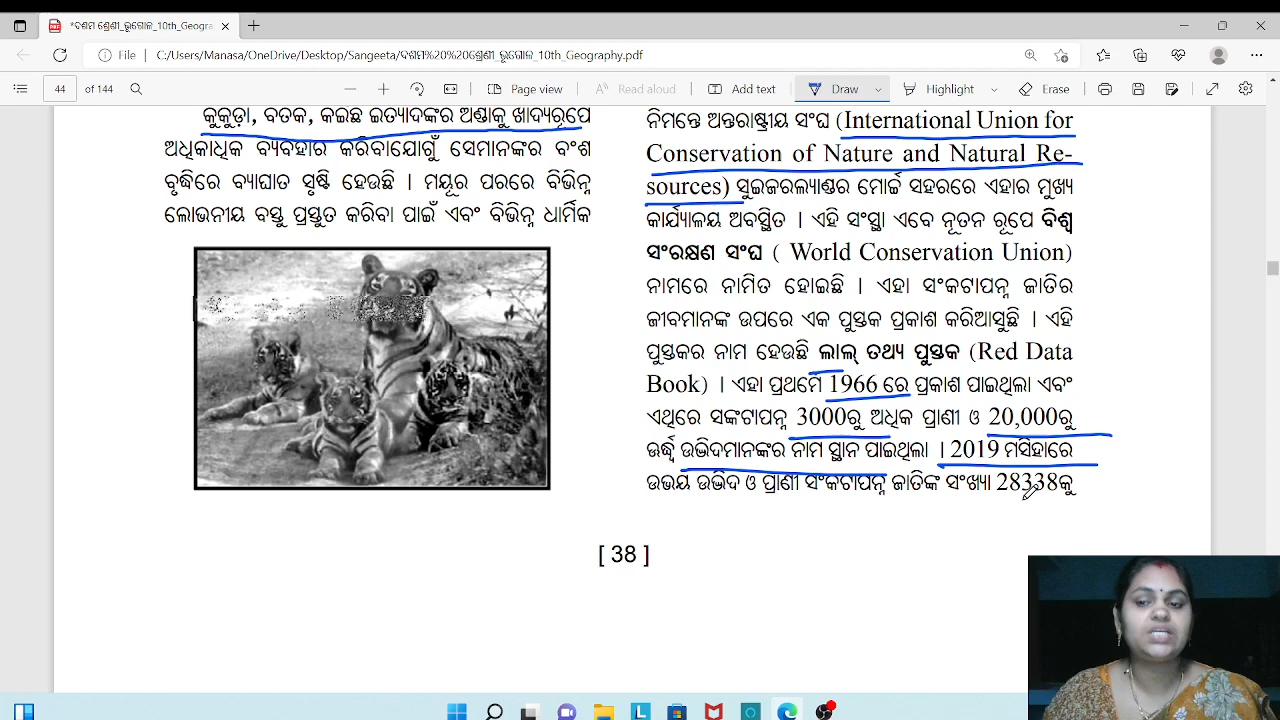 *ଦଶମ ଶ୍ରେଣୀ_ଭୂଗୋଳ_10th_Geogra
File C:/Users/Manasa/OneDrive/Desktop/Sangeeta/ଦଶମ%20%20ଶ୍ରେଣୀ_ଭୂଗୋଳ_10th_Geography.pdf
44 of 144 Page view Read aloud Add text Draw Highlight Erase
କୁକୁଡ଼ା, ବତକ, କଇଛ ଇତ୍ୟାଦିଙ୍କର ଅଣ୍ଡାକୁ ଖାଦ୍ୟରୂପେ
ଅଧିକାଧିକ ବ୍ୟବହାର କରିବାଯୋଗୁଁ ସେମାନଙ୍କର ବଂଶ
ବୃଦ୍ଧିରେ ବ୍ୟାଘାତ ସୃଷ୍ଟି ହେଉଛି । ମୟୂର ପରରେ ବିଭିନ୍ନ
ଲୋଭନୀୟ ବସ୍ତୁ ପ୍ରସ୍ତୁତ କରିବା ପାଇଁ ଏବଂ ବିଭିନ୍ନ ଧାର୍ମିକ
ନିମନ୍ତେ ଅନ୍ତରାଷ୍ଟ୍ରୀୟ ସଂଘ (International Union for
Conservation of Nature and Natural Re-
sources) ସୁଇଜରଲ୍ୟାଣ୍ଡର ମୋର୍ଜ ସହରରେ ଏହାର ମୁଖ୍ୟ
କାର୍ଯ୍ୟାଳୟ ଅବସ୍ଥିତ । ଏହି ସଂସ୍ଥା ଏବେ ନୂତନ ରୂପେ ବିଶ୍ୱ
ସଂରକ୍ଷଣ ସଂଘ ( World Conservation Union)
ନାମରେ ନାମିତ ହୋଇଛି । ଏହା ସଂକଟାପନ୍ନ ଜାତିର
ଜୀବମାନଙ୍କ ଉପରେ ଏକ ପୁସ୍ତକ ପ୍ରକାଶ କରିଆସୁଛି । ଏହି
ପୁସ୍ତକର ନାମ ହେଉଛି ଲାଲ୍ ତଥ୍ୟ ପୁସ୍ତକ (Red Data
Book) । ଏହା ପ୍ରଥମେ 1966 ରେ ପ୍ରକାଶ ପାଇଥିଲା ଏବଂ
ଏଥିରେ ସଙ୍କଟାପନ୍ନ 3000ରୁ ଅଧିକ ପ୍ରାଣୀ ଓ 20,000ରୁ
ଊର୍ଦ୍ଧ୍ୱ ଉଦ୍ଭିଦମାନଙ୍କର ନାମ ସ୍ଥାନ ପାଇଥିଲା । 2019 ମସିହାରେ
ଉଭୟ ଉଦ୍ଭିଦ ଓ ପ୍ରାଣୀ ସଂକଟାପନ୍ନ ଜାତିଙ୍କ ସଂଖ୍ୟା 28338କୁ
[ 38 ]